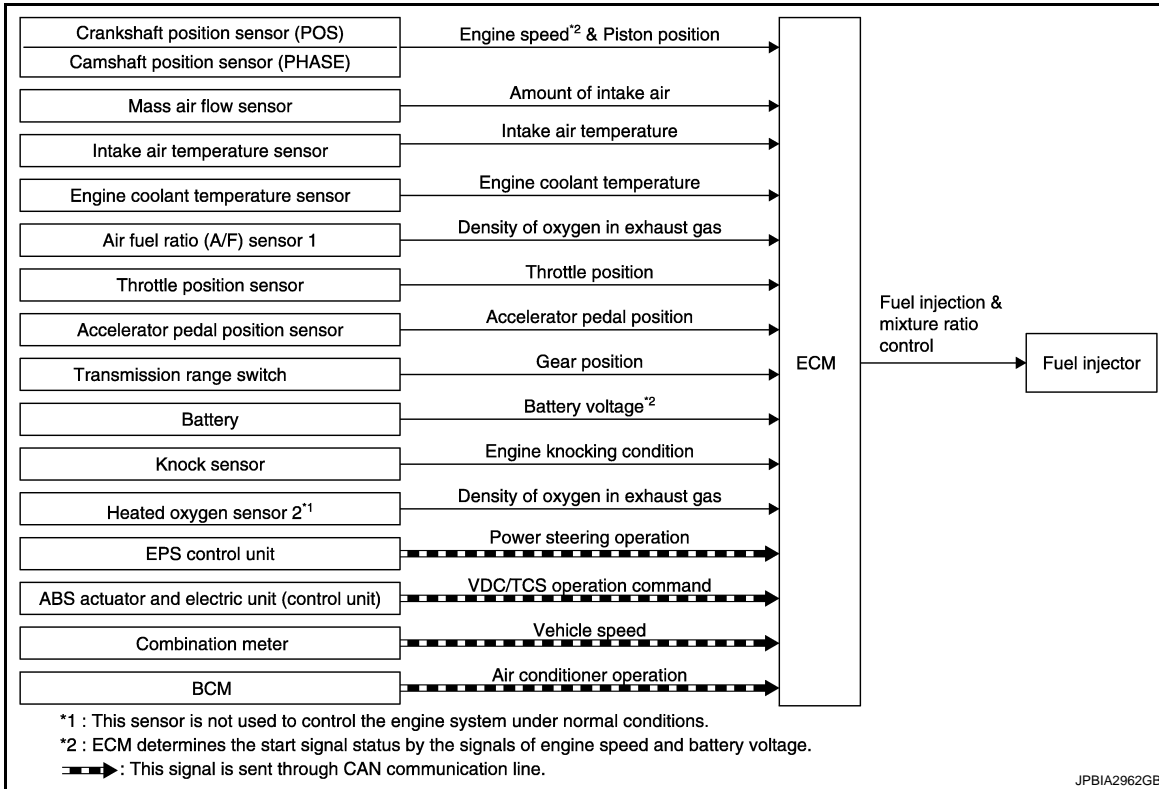 Crankshaft position sensor (POS)
Engine speed*2 & Piston position
Camshaft position sensor (PHASE)
Mass air flow sensor
Amount of intake air
Intake air temperature sensor
Intake air temperature
Engine coolant temperature sensor
Engine coolant temperature
Air fuel ratio (A/F) sensor 1
Density of oxygen in exhaust gas
Throttle position sensor
Throttle position
Accelerator pedal position sensor
Accelerator pedal position
Transmission range switch
Gear position
Battery
Battery voltage*2
Knock sensor
Engine knocking condition
Heated oxygen sensor 2*1
Density of oxygen in exhaust gas
EPS control unit
Power steering operation
ABS actuator and electric unit (control unit)
VDC/TCS operation command
Combination meter
Vehicle speed
BCM
Air conditioner operation
ECM
Fuel injection &
mixture ratio
control
Fuel injector
*1 : This sensor is not used to control the engine system under normal conditions.
*2 : ECM determines the start signal status by the signals of engine speed and battery voltage.
: This signal is sent through CAN communication line.
JPBIA2962GB